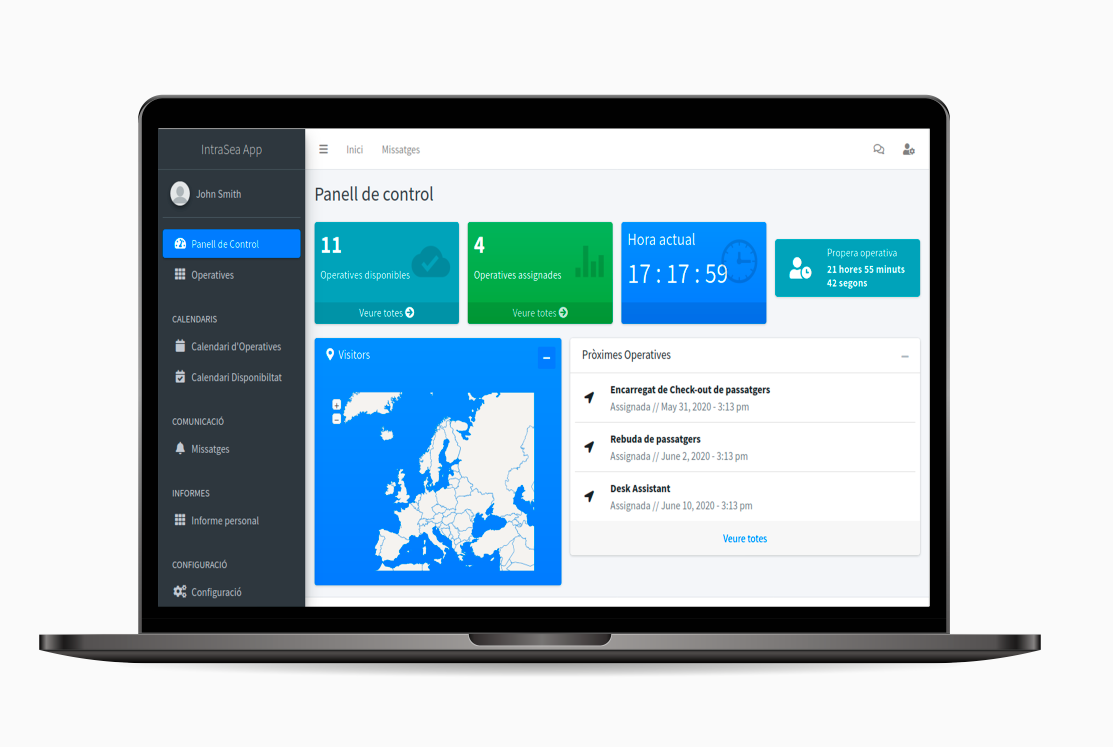 IntraSea App
John Smith
Panell de Control
Operatives
CALENDARIS
Calendari d'Operatives
Calendari Disponibiltat
COMUNICACIÓ
Missatges
INFORMES
Informe personal
CONFIGURACIÓ
Configuració
Inici Missatges
Panell de control
11
Operatives disponibles
Veure totes
4
Operatives assignades
Veure totes
Hora actual
17 : 17 : 59
Propera operativa
21 hores 55 minuts
42 segons
Visitors
+
−
Pròximes Operatives
Encarregat de Check-out de passatgers
Assignada // May 31, 2020 - 3:13 pm
Rebuda de passatgers
Assignada // June 2, 2020 - 3:13 pm
Desk Assistant
Assignada // June 10, 2020 - 3:13 pm
Veure totes